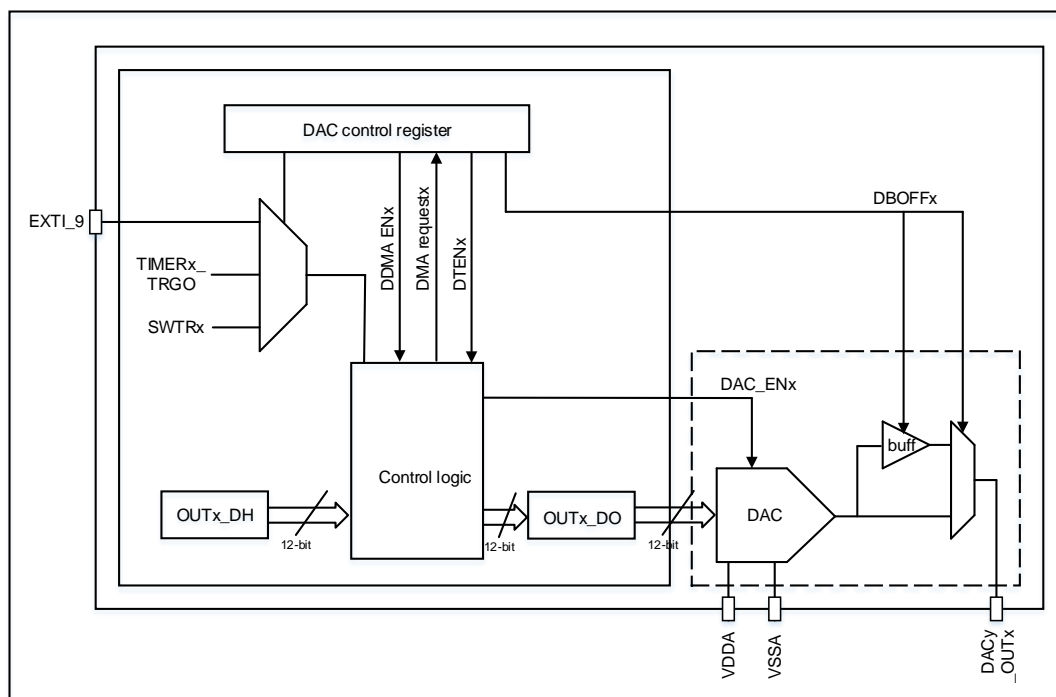 DAC control register
EXTI_9
TIMERx_
TRGO
SWTRx
DDMA ENx
DMA requestx
DTENx
DBOFFx
DAC_ENx
buff
Control logic
OUTx_DH
12-bit
12-bit
OUTx_DO
12-bit
DAC
VDDA
VSSA
DACy
_OUTx